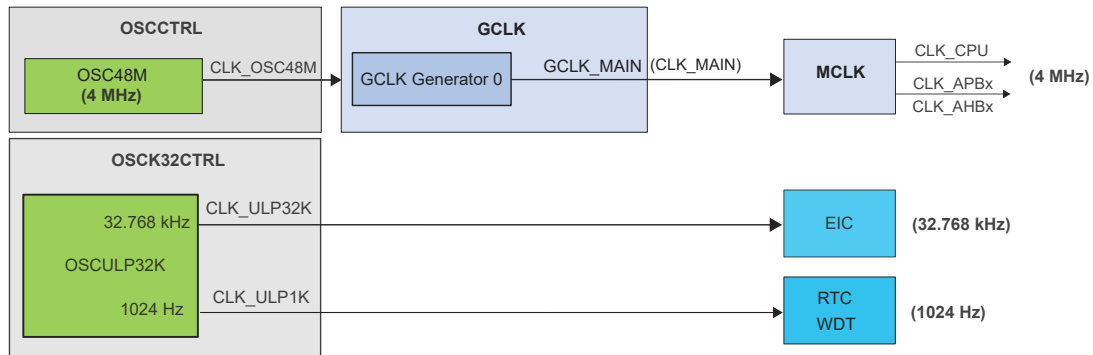 OSCCTRL
OSC48M
(4 MHz)
CLK_OSC48M
GCLK
GCLK Generator 0
GCLK_MAIN (CLK_MAIN)
MCLK
CLK_CPU
CLK_APBx
CLK_AHBx
(4 MHz)
OSCK32CTRL
32.768 kHz
OSCULP32K
1024 Hz
CLK_ULP32K
EIC
(32.768 kHz)
CLK_ULP1K
RTC
WDT
(1024 Hz)